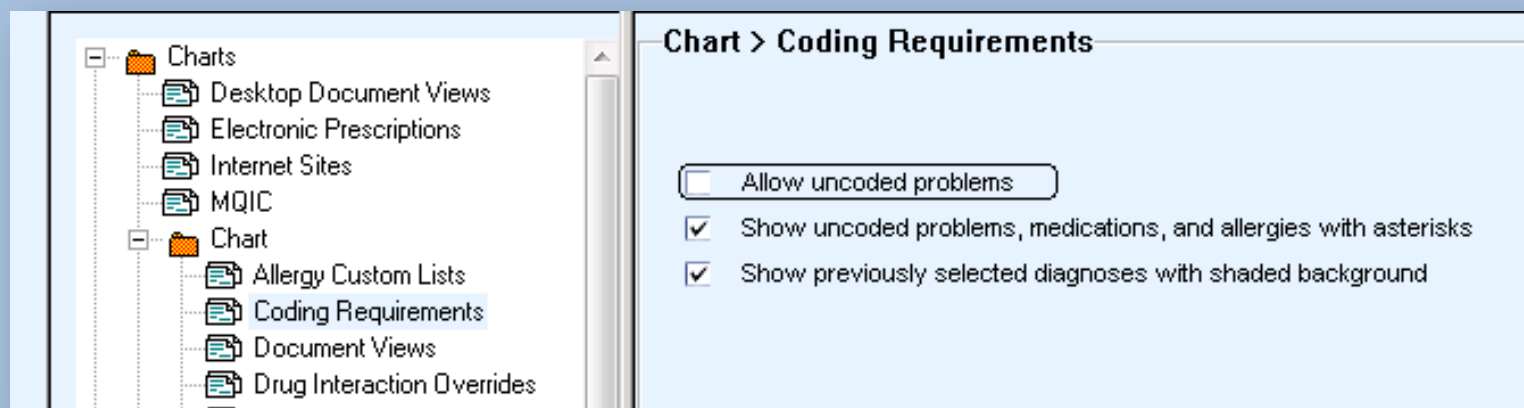 Charts
Desktop Document Views
Electronic Prescriptions
Internet Sites
MQIC
Chart
Allergy Custom Lists
Coding Requirements
Document Views
Drug Interaction Overrides
Chart > Coding Requirements
Allow uncoded problems
Show uncoded problems, medications, and allergies with asterisks
Show previously selected diagnoses with shaded background